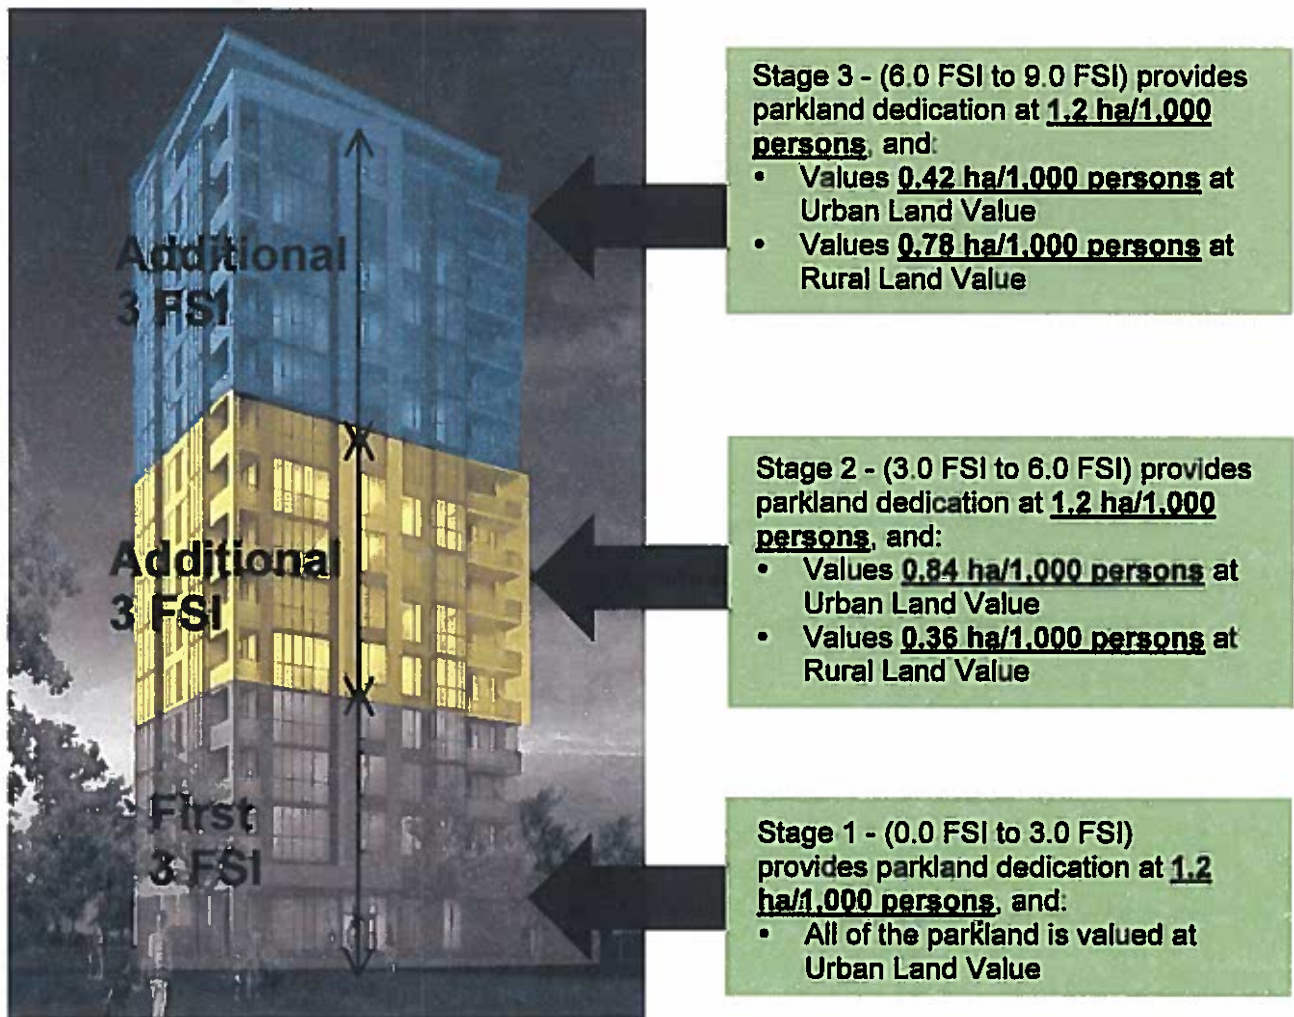 Additional
3 FSI
Additional
3 FSI
First
3 FSI
Stage 3 - (6.0 FSI to 9.0 FSI) provides
parkland dedication at 1.2 ha/1,000
persons, and:
• Values 0.42 ha/1,000 persons at
Urban Land Value
• Values 0.78 ha/1,000 persons at
Rural Land Value
Stage 2 - (3.0 FSI to 6.0 FSI) provides
parkland dedication at 1.2 ha/1,000
persons, and:
• Values 0.84 ha/1,000 persons at
Urban Land Value
• Values 0.36 ha/1,000 persons at
Rural Land Value
Stage 1 - (0.0 FSI to 3.0 FSI)
provides parkland dedication at 1.2
ha/1,000 persons, and:
• All of the parkland is valued at
Urban Land Value